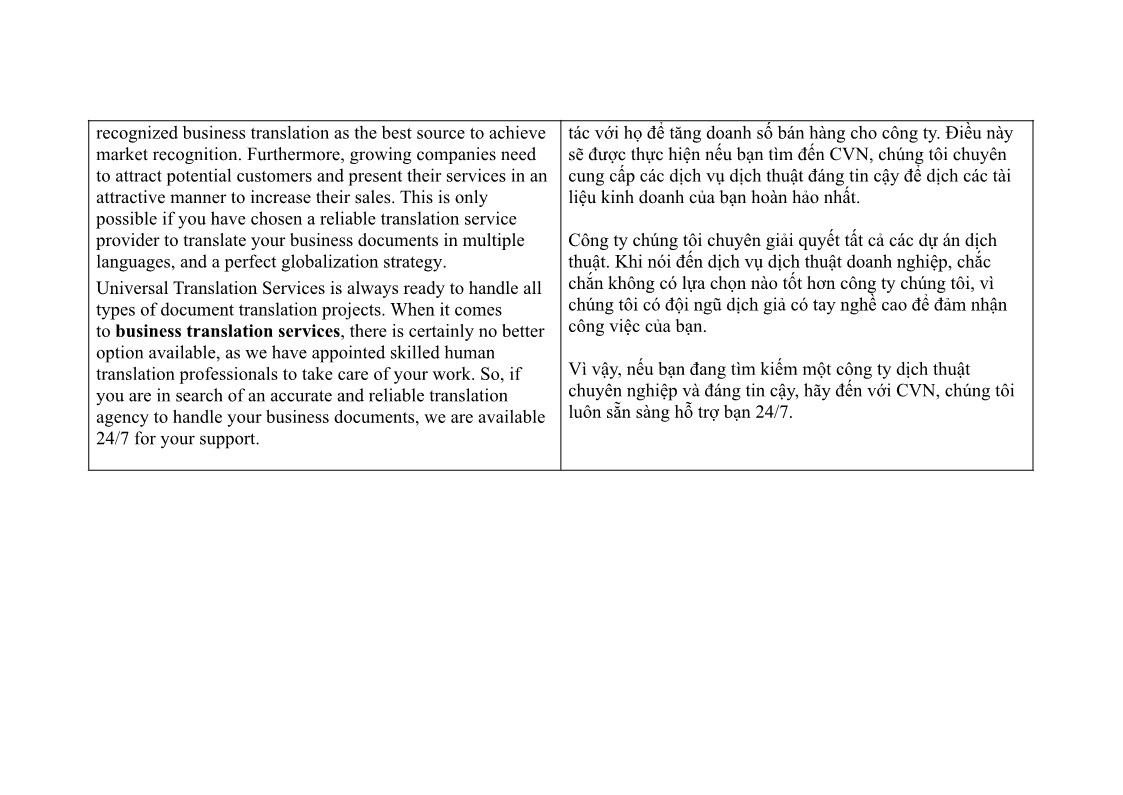 recognized business translation as the best source to achieve
market recognition. Furthermore, growing companies need
to attract potential customers and present their services in an
attractive manner to increase their sales. This is only
possible if you have chosen a reliable translation service
provider to translate your business documents in multiple
languages, and a perfect globalization strategy.
Universal Translation Services is always ready to handle all
types of document translation projects. When it comes
to business translation services, there is certainly no better
option available, as we have appointed skilled human
translation professionals to take care of your work. So, if
you are in search of an accurate and reliable translation
agency to handle your business documents, we are available
24/7 for your support.
tác với họ để tăng doanh số bán hàng cho công ty. Điều này
sẽ được thực hiện nếu bạn tìm đến CVN, chúng tôi chuyên
cung cấp các dịch vụ dịch thuật đáng tin cậy để dịch các tài
liệu kinh doanh của bạn hoàn hảo nhất.
Công ty chúng tôi chuyên giải quyết tất cả các dự án dịch
thuật. Khi nói đến dịch vụ dịch thuật doanh nghiệp, chắc
chắn không có lựa chọn nào tốt hơn công ty chúng tôi, vì
chúng tôi có đội ngũ dịch giả có tay nghề cao để đảm nhận
công việc của bạn.
Vì vậy, nếu bạn đang tìm kiếm một công ty dịch thuật
chuyên nghiệp và đáng tin cậy, hãy đến với CVN, chúng tôi
luôn sẵn sàng hỗ trợ bạn 24/7.